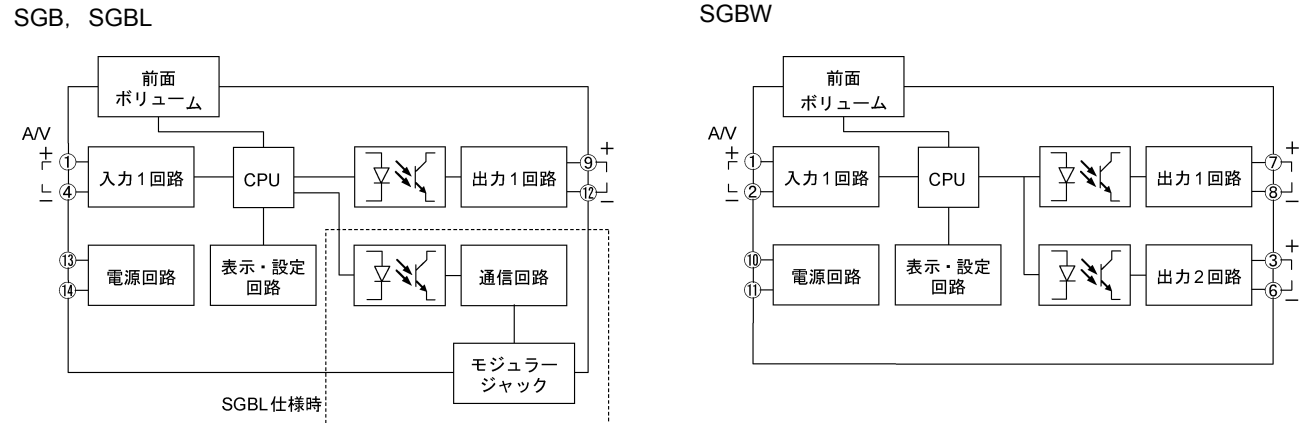 SGB, SGBL
前面
ボリューム
A/V
+
①
④
−
入力1回路
CPU
出力1回路
⑨
+
⑫
−
⑬
⑭
電源回路
表示・設定
回路
通信回路
モジュラー
ジャック
SGBL仕様時
SGBW
前面
ボリューム
A/V
+
①
②
−
入力1回路
CPU
出力1回路
⑦
+
⑧
−
⑩
⑪
電源回路
表示・設定
回路
出力2回路
③
+
⑥
−